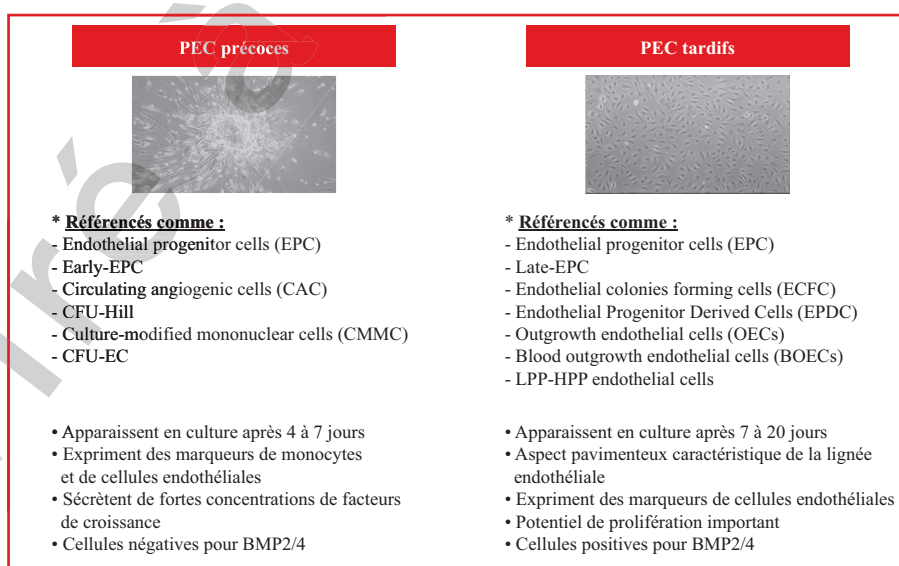 PEC précoces
* Référencés comme :
- Endothelial progenitor cells (EPC)
- Early-EPC
- Circulating angiogenic cells (CAC)
- CFU-Hill
- Culture-modified mononuclear cells (CMMC)
- CFU-EC
• Apparaissent en culture après 4 à 7 jours
• Expriment des marqueurs de monocytes
et de cellules endothéliales
• Sécrètent de fortes concentrations de facteurs
de croissance
• Cellules négatives pour BMP2/4
PEC tardifs
* Référencés comme :
- Endothelial progenitor cells (EPC)
- Late-EPC
- Endothelial colonies forming cells (ECFC)
- Endothelial Progenitor Derived Cells (EPDC)
- Outgrowth endothelial cells (OECs)
- Blood outgrowth endothelial cells (BOECs)
- LPP-HPP endothelial cells
• Apparaissent en culture après 7 à 20 jours
• Aspect pavimenteux caractéristique de la lignée
endothéliale
• Expriment des marqueurs de cellules endothéliales
• Potentiel de prolifération important
• Cellules positives pour BMP2/4